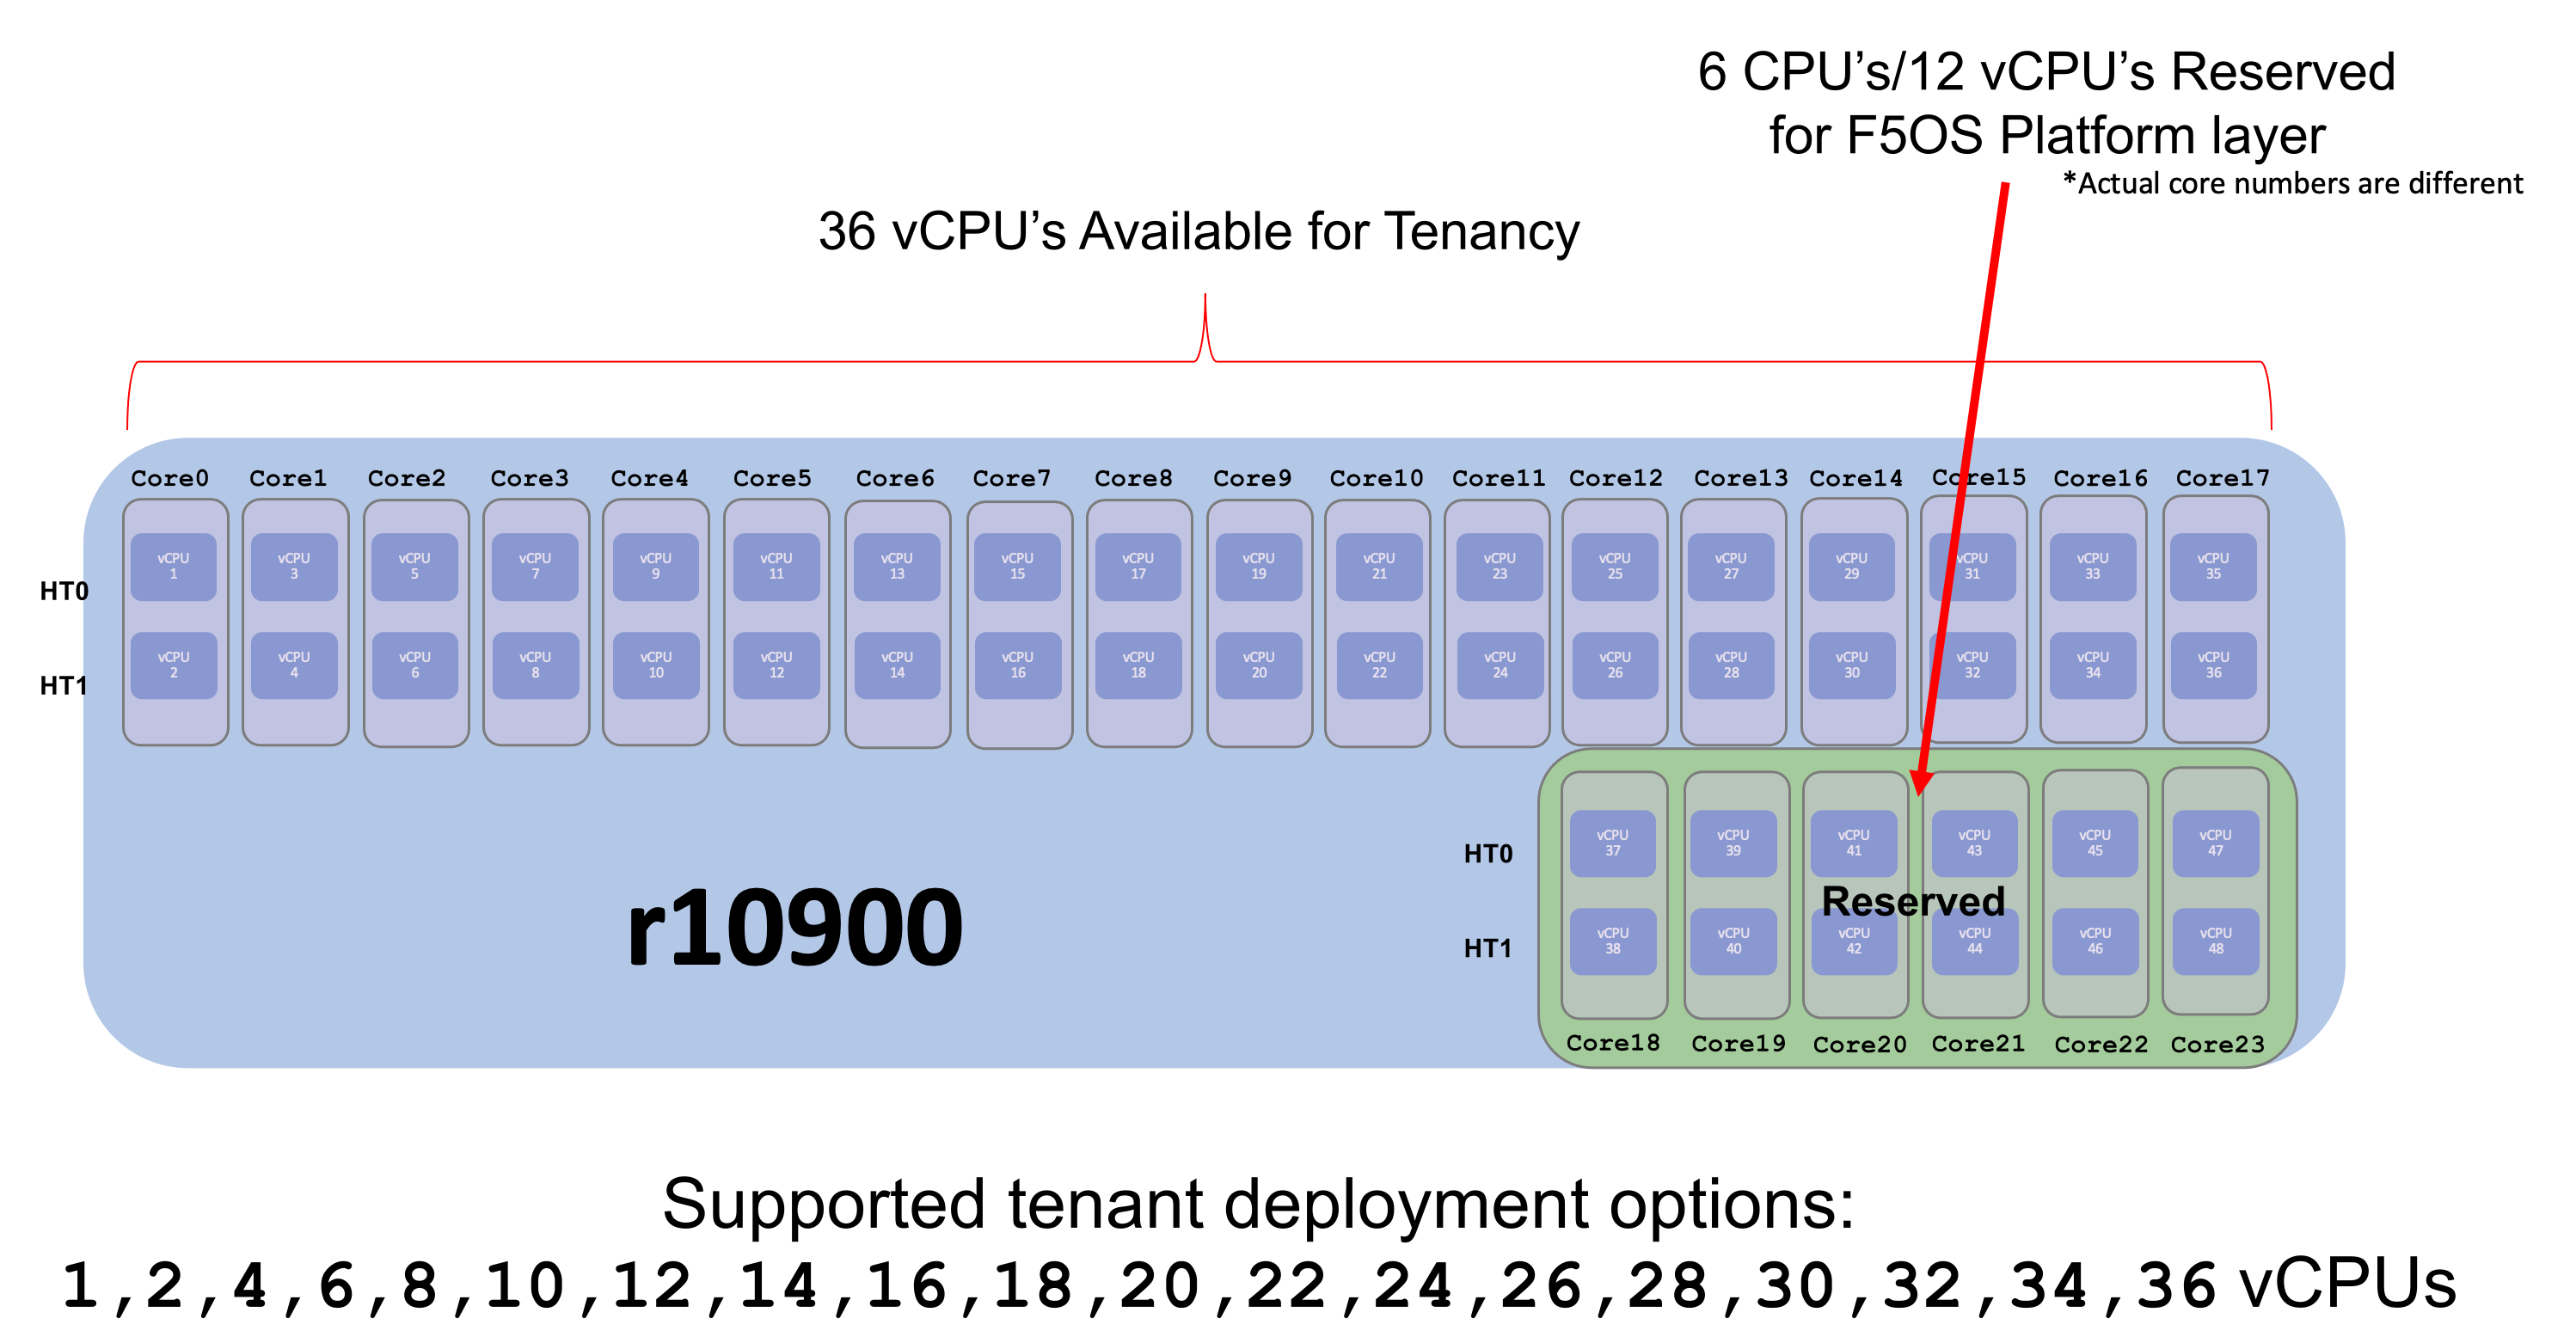 6 CPU’s/12 vCPU’s Reserved
for F5OS Platform layer
*Actual core numbers are different
36 vCPU’s Available for Tenancy
Core0 Core1 Core2 Core3 Core4 Core5 Core6 Core7 Core8 Core9 Core10 Core11 Core12 Core13 Core14 Core15 Core16 Core17
HT0
vCPU vCPU vCPU vCPU vCPU vCPU vCPU vCPU vCPU vCPU vCPU vCPU vCPU vCPU vCPU vCPU vCPU vCPU
1 3 5 7 9 11 13 15 17 19 21 23 25 27 29 31 33 35
HT1
vCPU vCPU vCPU vCPU vCPU vCPU vCPU vCPU vCPU vCPU vCPU vCPU vCPU vCPU vCPU vCPU vCPU vCPU
2 4 6 8 10 12 14 16 18 20 22 24 26 28 30 32 34 36
r10900
HT0
vCPU vCPU vCPU vCPU vCPU vCPU
37 39 41 43 45 47
Reserved
HT1
vCPU vCPU vCPU vCPU vCPU vCPU
38 40 42 44 46 48
Core18 Core19 Core20 Core21 Core22 Core23
Supported tenant deployment options:
1,2,4,6,8,10,12,14,16,18,20,22,24,26,28,30,32,34,36 vCPUs